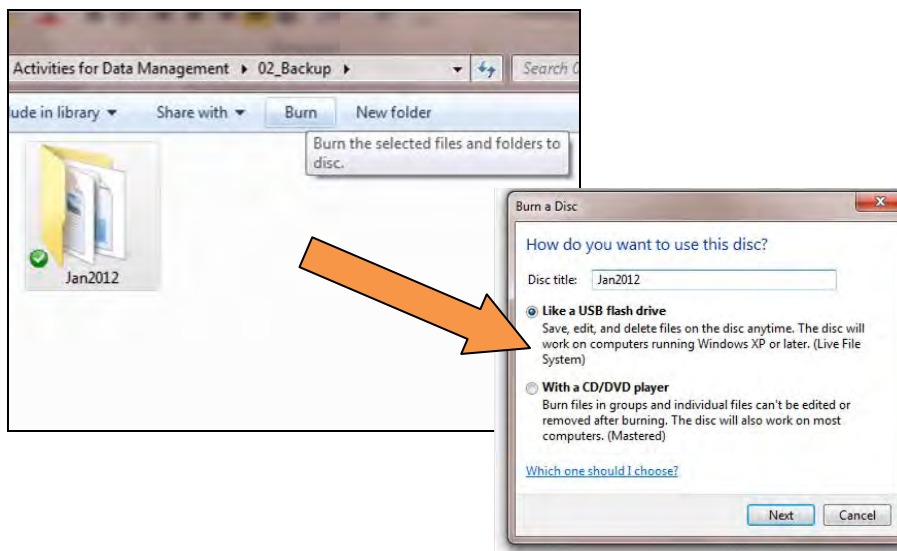 Activities for Data Management ▸ 02_Backup ▸
Search
ude in library ▾ Share with ▾ Burn New folder
Burn the selected files and folders to
disc.
Jan2012
Burn a Disc
How do you want to use this disc?
Disc title: Jan2012
Like a USB flash drive
Save, edit, and delete files on the disc anytime. The disc will
work on computers running Windows XP or later. (Live File
System)
With a CD/DVD player
Burn files in groups and individual files can't be edited or
removed after burning. The disc will also work on most
computers. (Mastered)
Which one should I choose?
Next Cancel